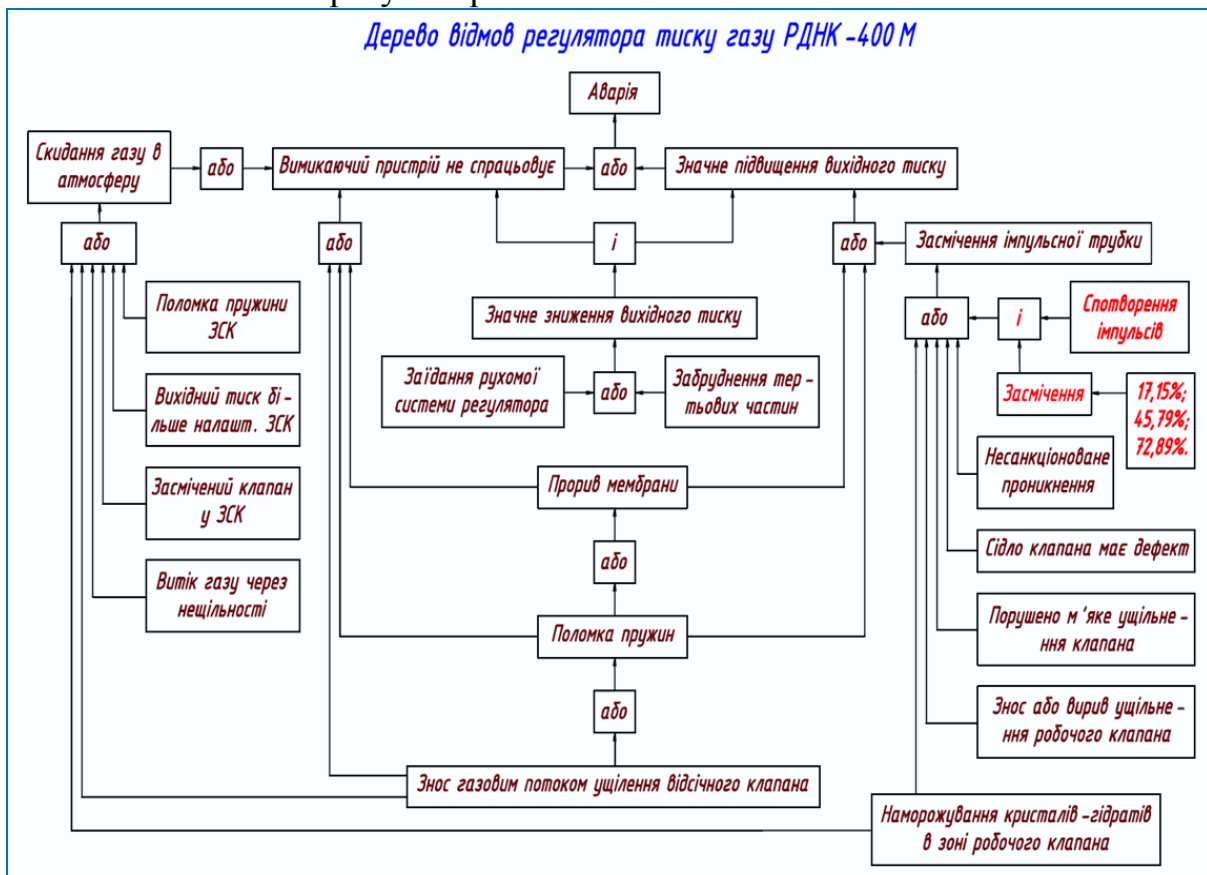 Дерево відмов регулятора тиску газу РДНК -400 М
Аварія
Скидання газу в
атмосферу
або
Вимикаючий пристрій не спрацьовує
або
Значне підвищення вихідного тиску
або
або
і
або
Засмічення імпульсної трубки
Поломка пружини
ЗСК
Значне зниження вихідного тиску
або
і
Спотворення
імпульсів
Заїдання рухомої
системи регулятора
або
Забруднення тер -
тьових частин
Засмічення
17,15%;
45,79%;
72,89%.
Вихідний тиск бі -
льше налашт. ЗСК
Несанкціоноване
проникнення
Засмічений клапан
у ЗСК
Прорив мембрани
Сідло клапана має дефект
або
Витік газу через
нещільності
Поломка пружин
Порушено м'яке ущільне -
ння клапана
або
Знос або вирив ущільне -
ння робочого клапана
Знос газовим потоком ущілення відсічного клапана
Наморожування кристалів -гідратів
в зоні робочого клапана